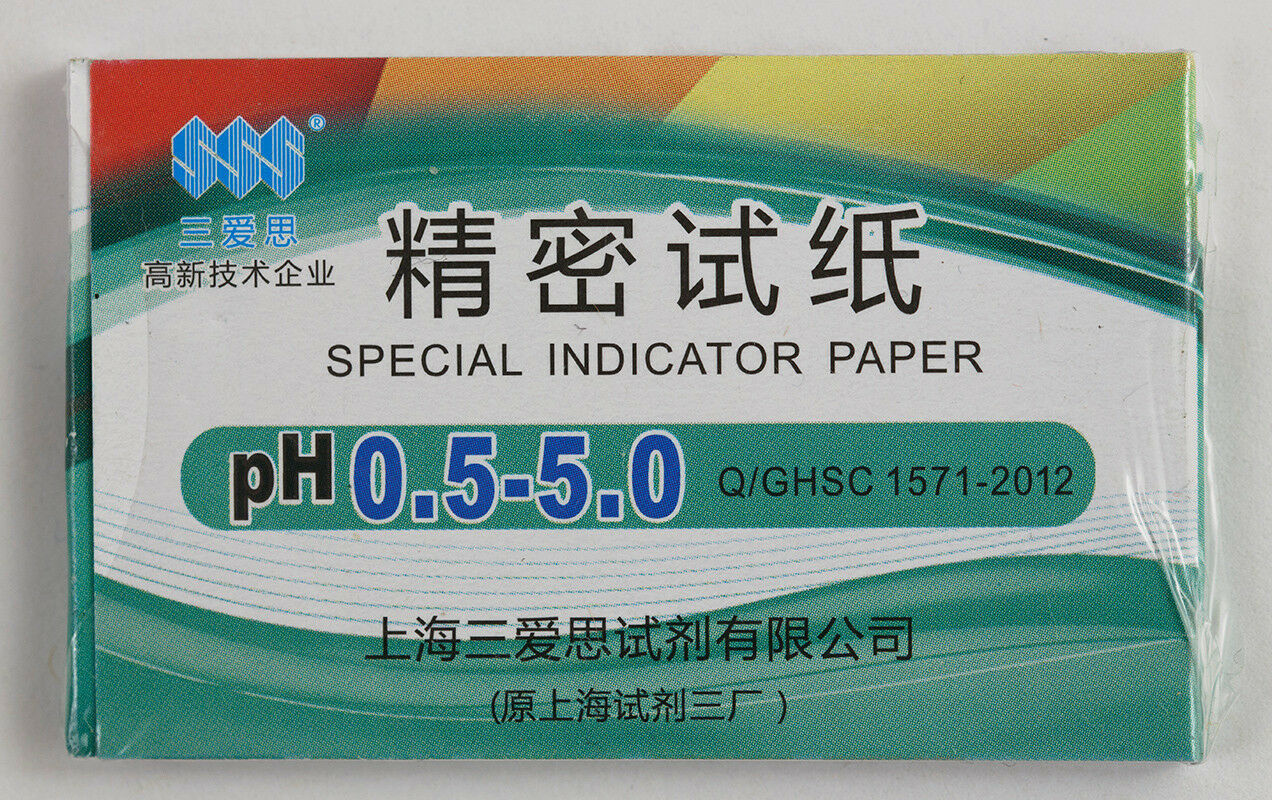 SSS®
三爱思
高新技术企业
精密试纸
SPECIAL INDICATOR PAPER
pH 0.5-5.0 Q/GHSC 1571-2012
上海三爱思试剂有限公司
(原上海试剂三厂)